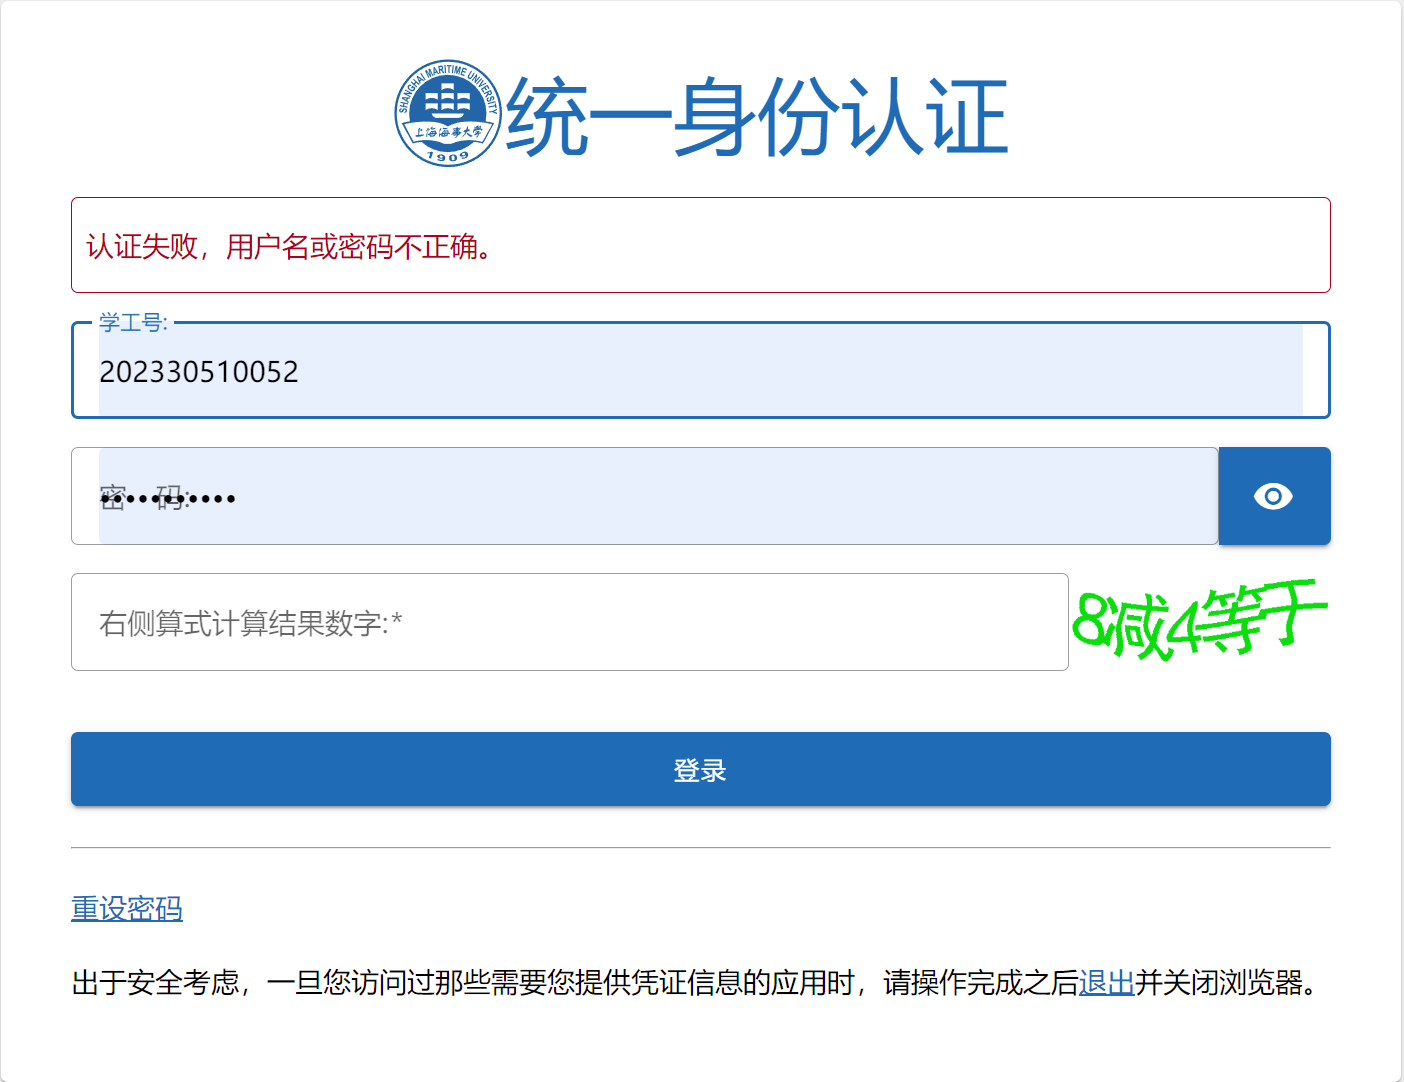 SHANGHAI MARITIME UNIVERSITY
上海海事大学
1909
统一身份认证
认证失败，用户名或密码不正确。
学工号:
202330510052
密 码:
右侧算式计算结果数字:*
8减4等于
登录
重设密码
出于安全考虑，一旦您访问过那些需要您提供凭证信息的应用时，请操作完成之后退出并关闭浏览器。